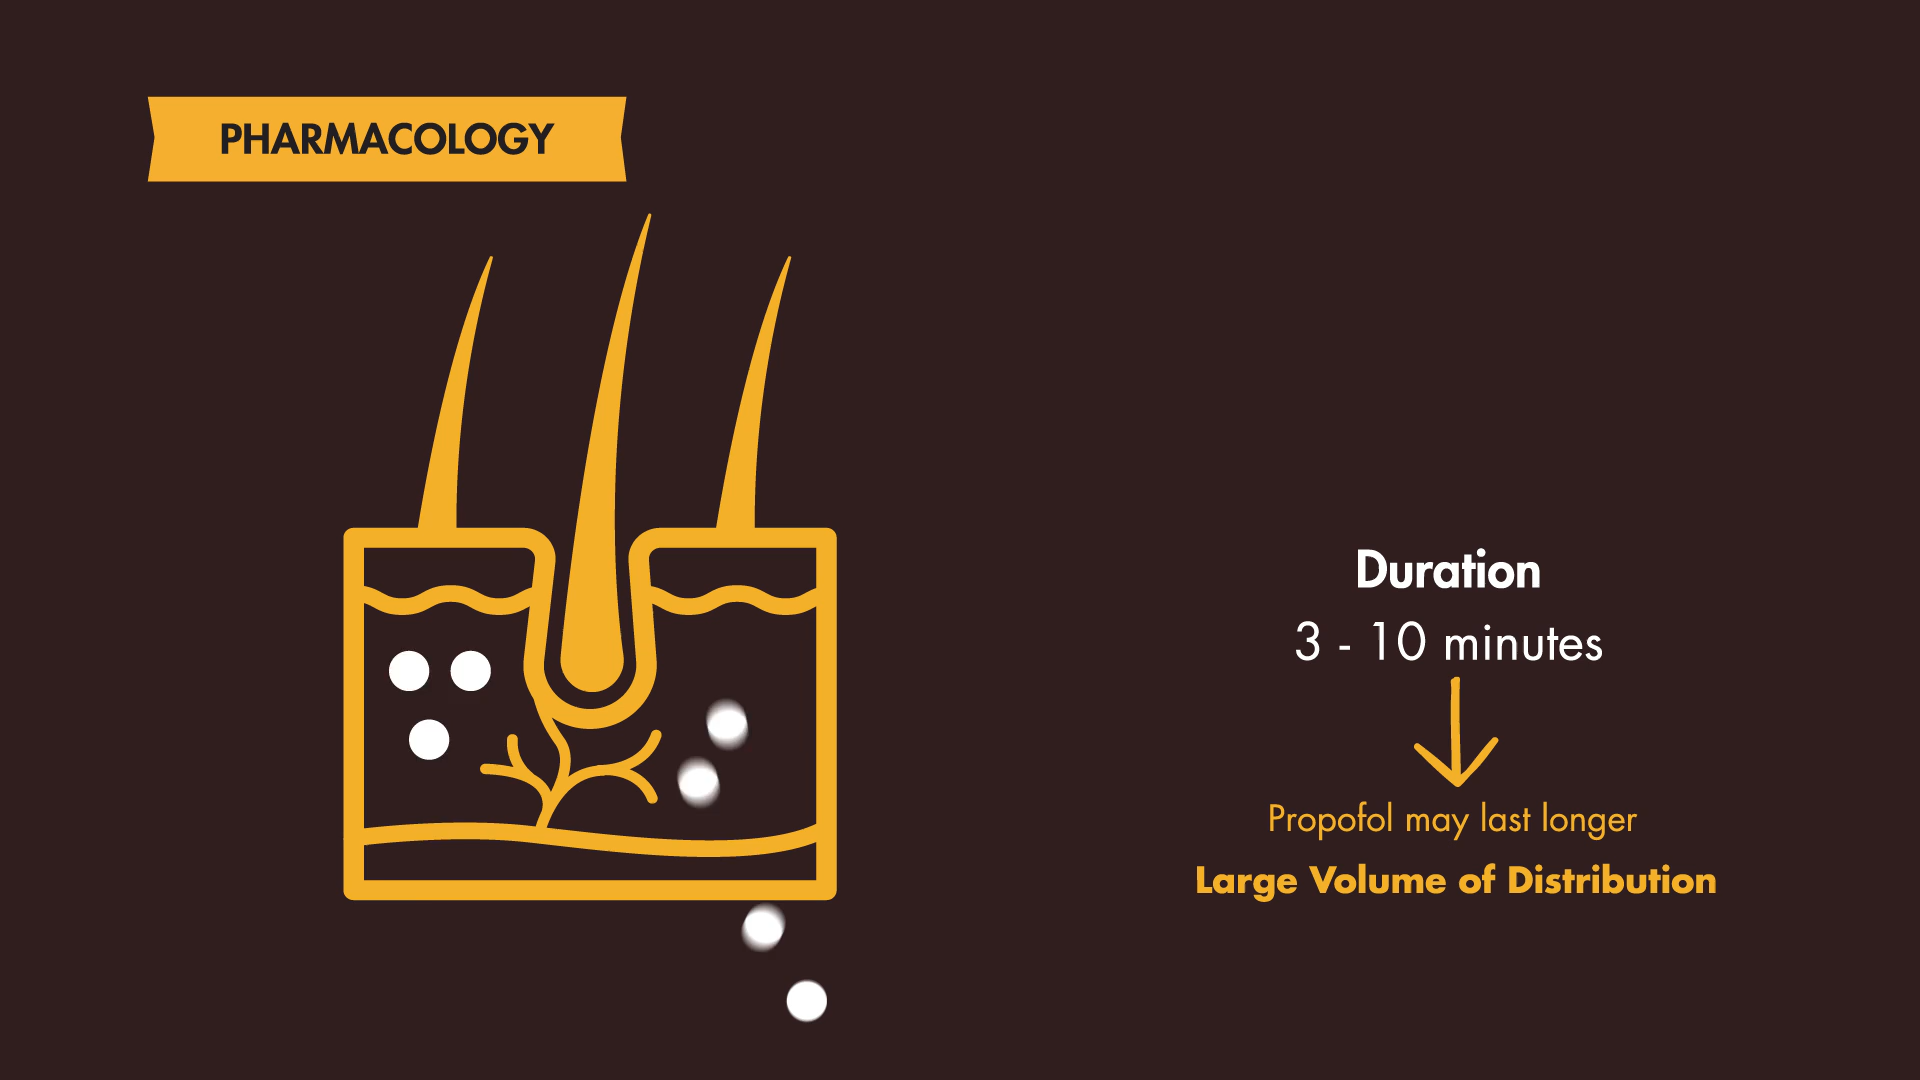 PHARMACOLOGY
Duration
3 - 10 minutes
Propofol may last longer
Large Volume of Distribution